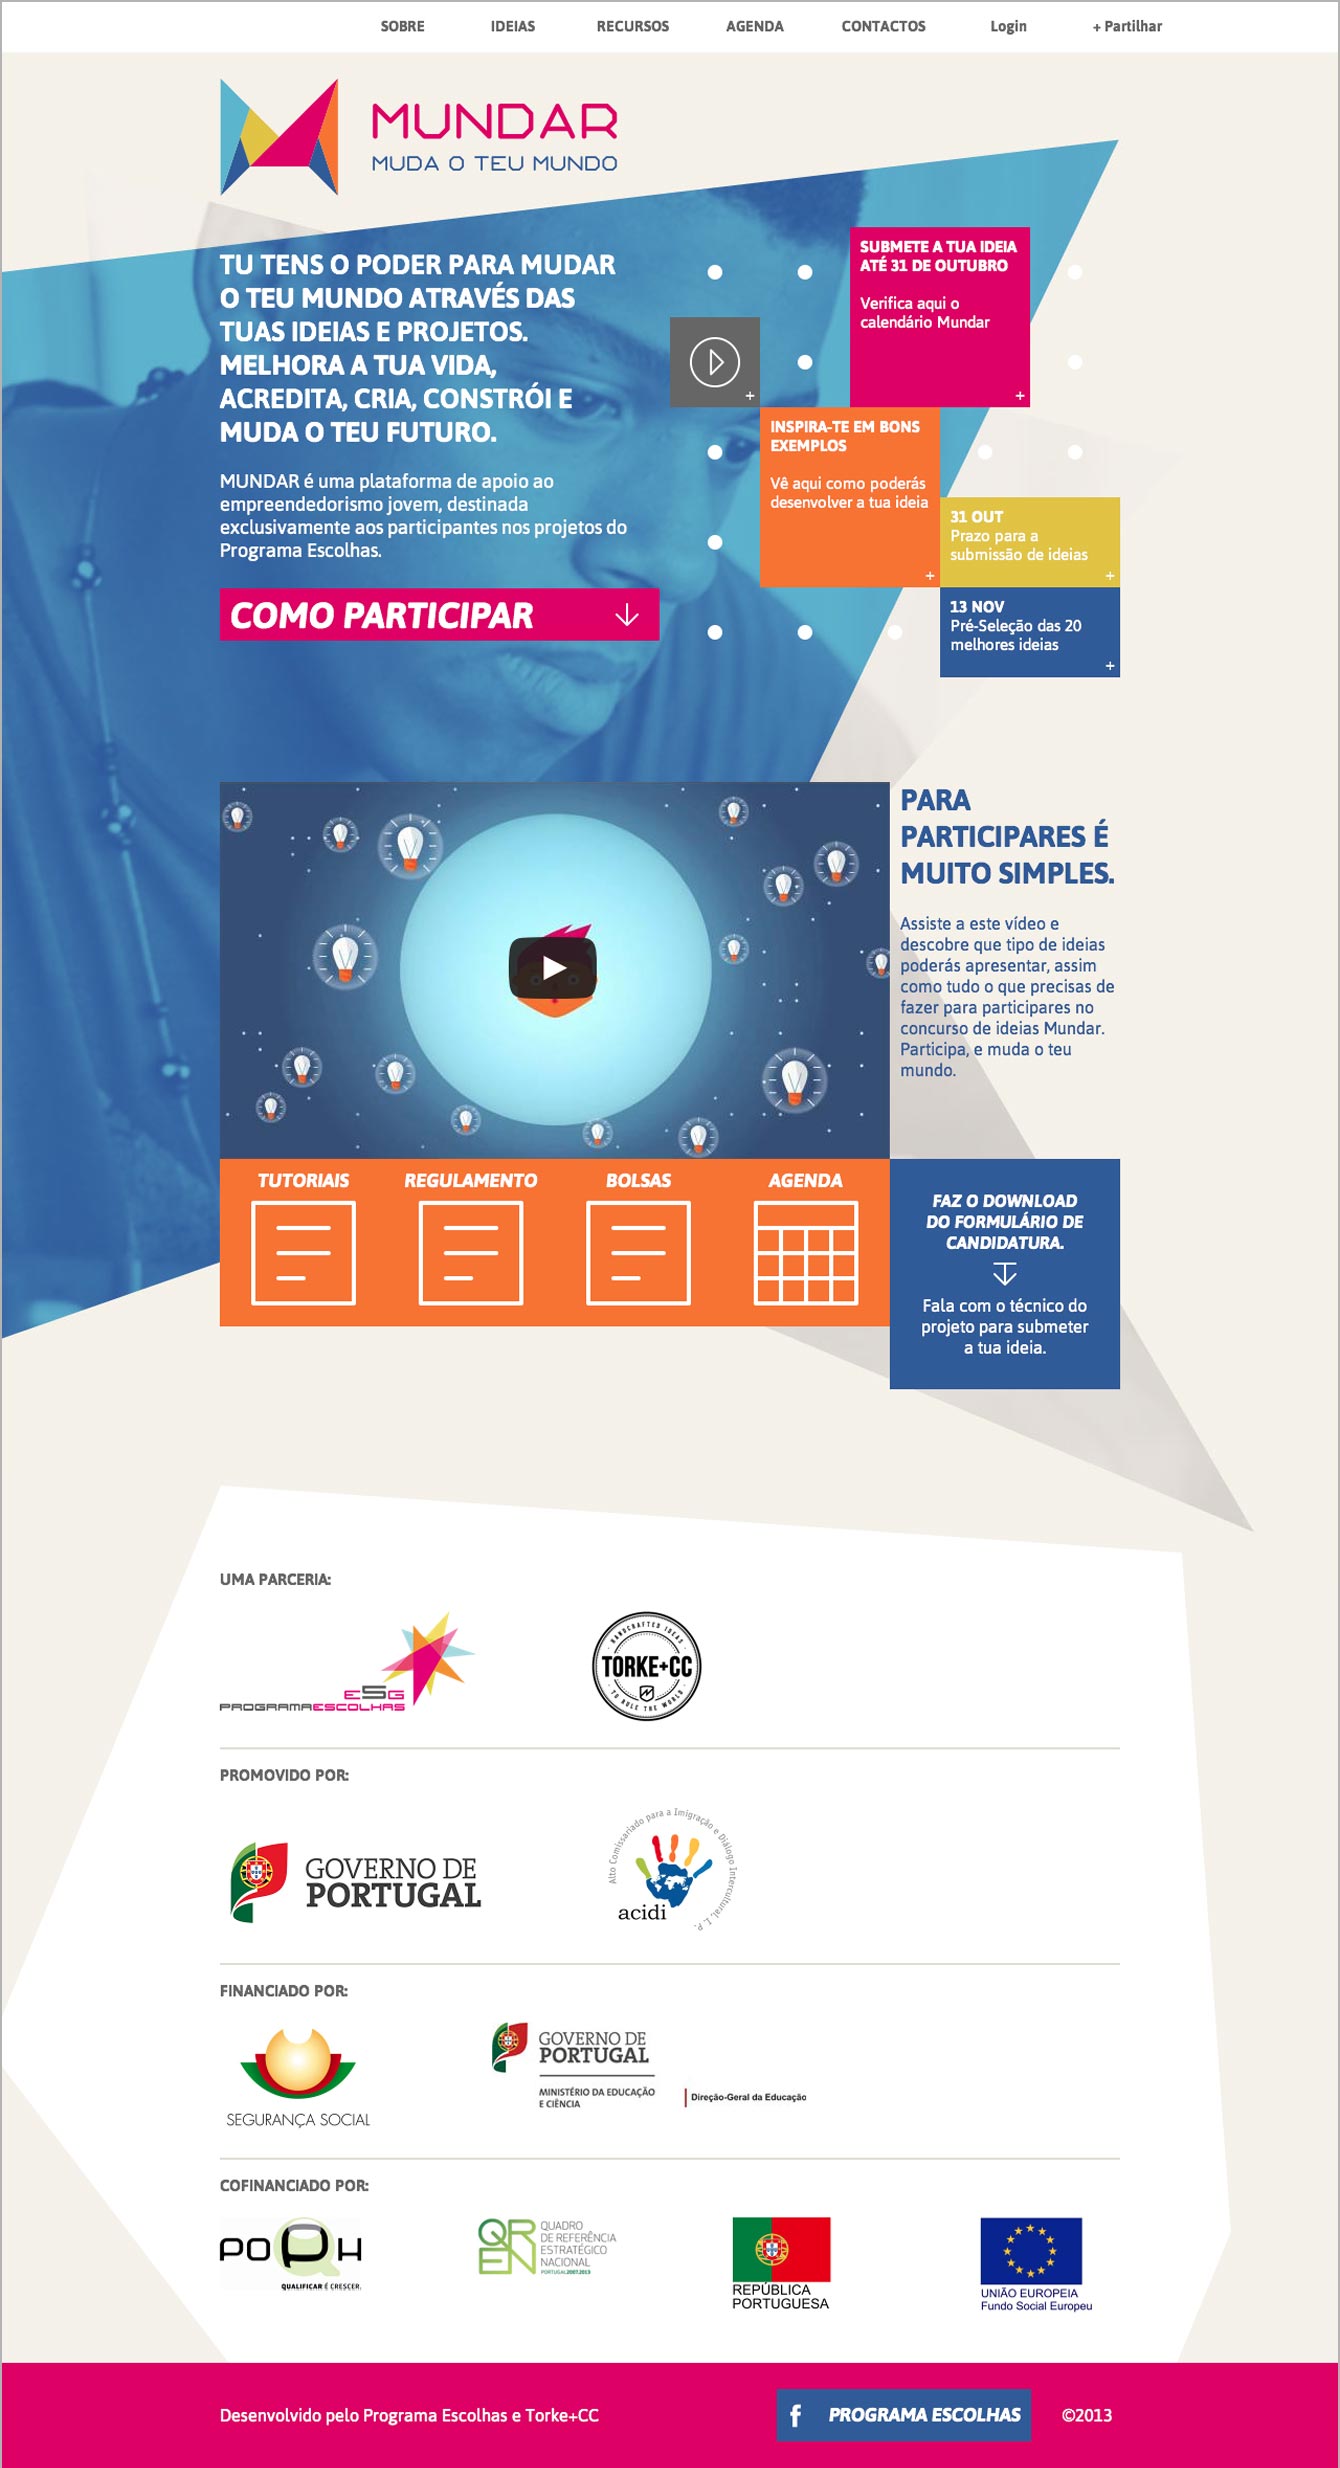 SOBRE
IDEIAS
RECURSOS
AGENDA
CONTACTOS
Login
+ Partilhar
MUNDAR
MUDA O TEU MUNDO
TU TENS O PODER PARA MUDAR
O TEU MUNDO ATRAVÉS DAS
TUAS IDEIAS E PROJETOS.
MELHORA A TUA VIDA,
ACREDITA, CRIA, CONSTRÓI E
MUDA O TEU FUTURO.
MUNDAR é uma plataforma de apoio ao
empreendedorismo jovem, destinada
exclusivamente aos participantes nos projetos do
Programa Escolhas.
COMO PARTICIPAR
SUBMETE A TUA IDEIA
ATÉ 31 DE OUTUBRO
Verifica aqui o
calendário Mundar
+
+
INSPIRA-TE EM BONS
EXEMPLOS
Vê aqui como poderás
desenvolver a tua ideia
+
31 OUT
Prazo para a
submissão de ideias
+
13 NOV
Pré-Seleção das 20
melhores ideias
+
PARA
PARTICIPARES É
MUITO SIMPLES.
Assiste a este vídeo e
descobre que tipo de ideias
poderás apresentar, assim
como tudo o que precisas de
fazer para participares no
concurso de ideias Mundar.
Participa, e muda o teu
mundo.
TUTORIAIS
REGULAMENTO
BOLSAS
AGENDA
FAZ O DOWNLOAD
DO FORMULÁRIO DE
CANDIDATURA.
Fala com o técnico do
projeto para submeter
a tua ideia.
UMA PARCERIA:
E5G
PROGRAMAESCOLHAS
HANDCRAFTED IDEAS
TORKE+CC
TO RULE THE WORLD
PROMOVIDO POR:
GOVERNO DE
PORTUGAL
Alto Comissariado para a Imigração e Diálogo Intercultural, I. P.
acidi
FINANCIADO POR:
SEGURANÇA SOCIAL
GOVERNO DE
PORTUGAL
MINISTÉRIO DA EDUCAÇÃO
E CIÊNCIA
Direção-Geral da Educação
COFINANCIADO POR:
POPH
QUALIFICAR É CRESCER.
QREN
QUADRO
DE REFERÊNCIA
ESTRATÉGICO
NACIONAL
PORTUGAL2007.2013
REPÚBLICA
PORTUGUESA
UNIÃO EUROPEIA
Fundo Social Europeu
Desenvolvido pelo Programa Escolhas e Torke+CC
f
PROGRAMA ESCOLHAS
©2013